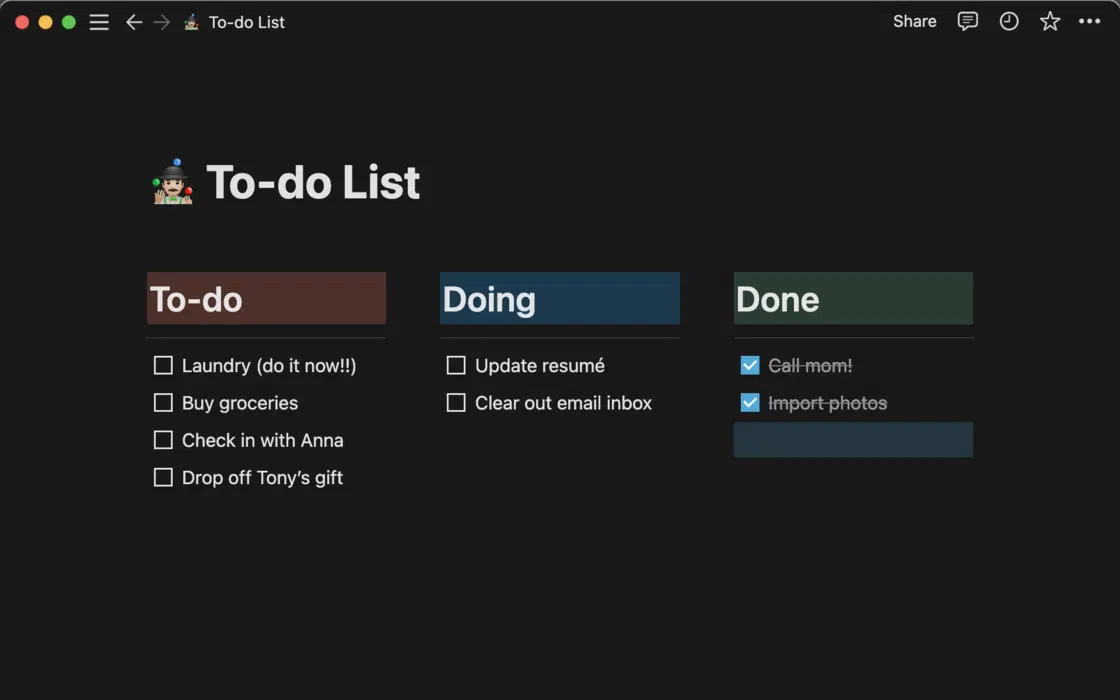 To-do List
Share
To-do List
To-do
Laundry (do it now!!)
Buy groceries
Check in with Anna
Drop off Tony’s gift
Doing
Update resumé
Clear out email inbox
Done
Call mom!
Import photos